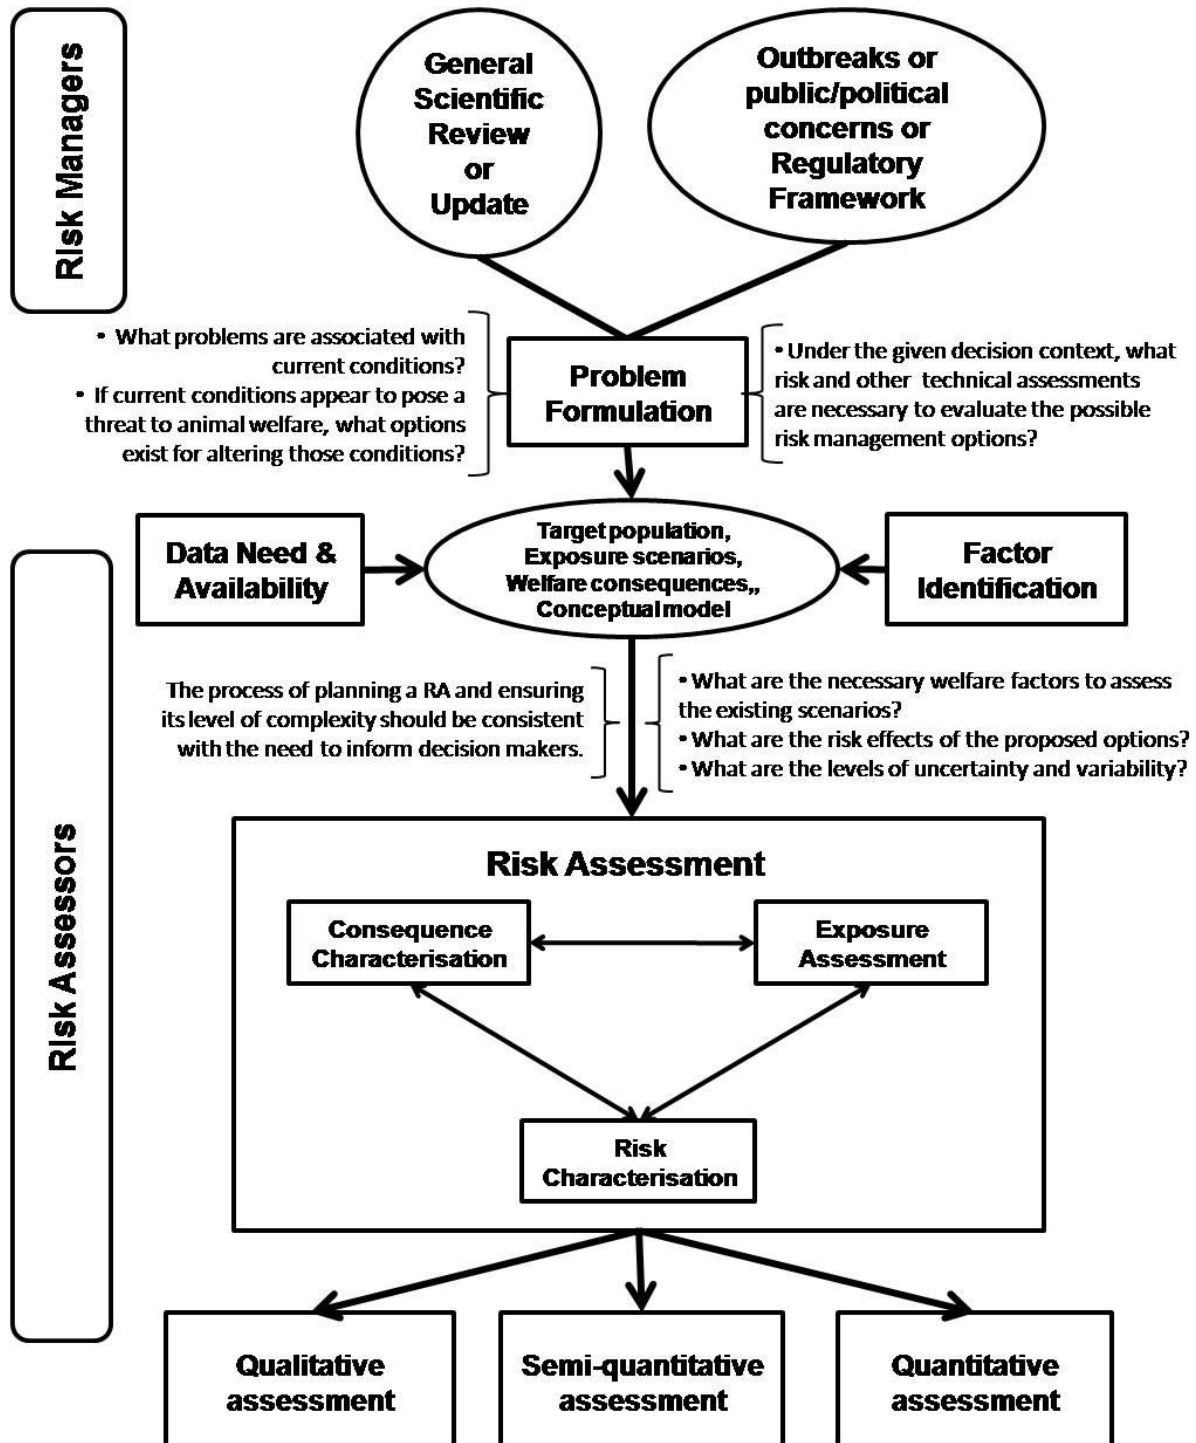 Risk Managers
General
Scientific
Review
or
Update
Outbreaks or
public/political
concerns or
Regulatory
Framework
• What problems are associated with
current conditions?
• If current conditions appear to pose a
threat to animal welfare, what options
exist for altering those conditions?
Problem
Formulation
• Under the given decision context, what
risk and other technical assessments
are necessary to evaluate the possible
risk management options?
Data Need &
Availability
Target population,
Exposure scenarios,
Welfare consequences,,
Conceptual model
Factor
Identification
The process of planning a RA and ensuring
its level of complexity should be consistent
with the need to inform decision makers.
• What are the necessary welfare factors to assess
the existing scenarios?
• What are the risk effects of the proposed options?
• What are the levels of uncertainty and variability?
Risk Assessors
Risk Assessment
Consequence
Characterisation
Exposure
Assessment
Risk
Characterisation
Qualitative
assessment
Semi-quantitative
assessment
Quantitative
assessment